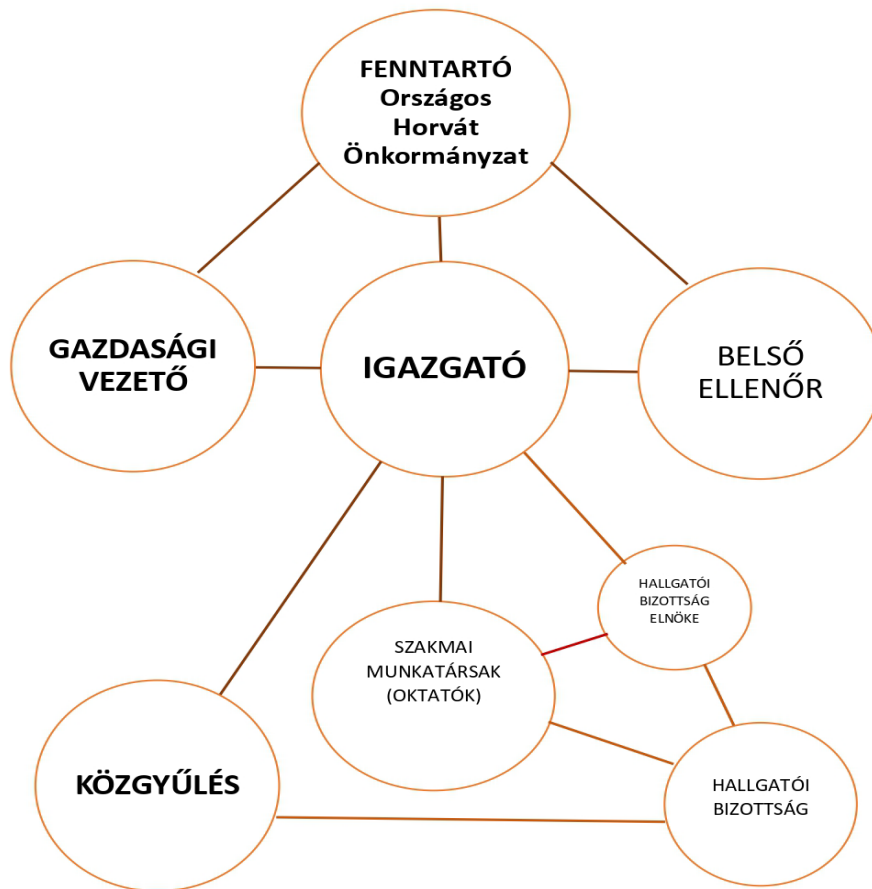 FENNTARTÓ
Országos
Horvát
Önkormányzat
GAZDASÁGI
VEZETŐ
IGAZGATÓ
BELSŐ
ELLENŐR
HALLGATÓI
BIZOTTSÁG
ELNÖKE
SZAKMAI
MUNKATÁRSAK
(OKTATÓK)
KÖZGYŰLÉS
HALLGATÓI
BIZOTTSÁG